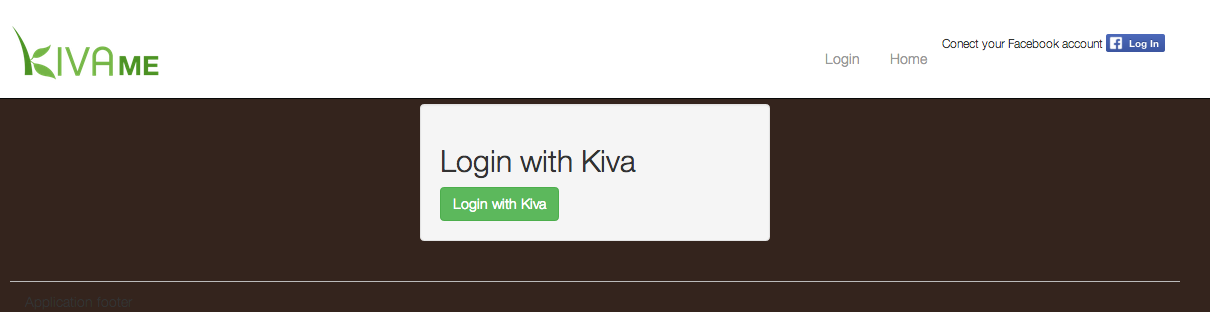 KIVA ME
Login
Home
Conect your Facebook account
Log In
Login with Kiva
Login with Kiva
Application footer